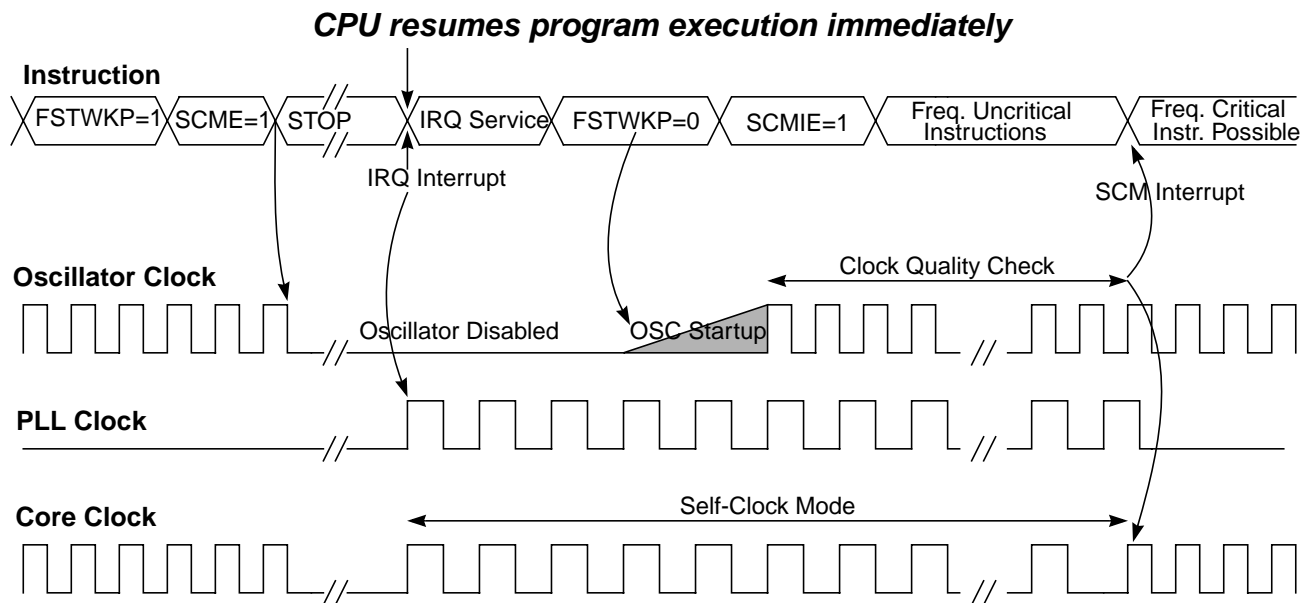 CPU resumes program execution immediately
Instruction
FSTWKP=1
SCME=1
STOP
IRQ Service
FSTWKP=0
SCMIE=1
Freq. Uncritical
Instructions
Freq. Critical
Instr. Possible
IRQ Interrupt
SCM Interrupt
Clock Quality Check
Oscillator Clock
Oscillator Disabled
OSC Startup
PLL Clock
Self-Clock Mode
Core Clock